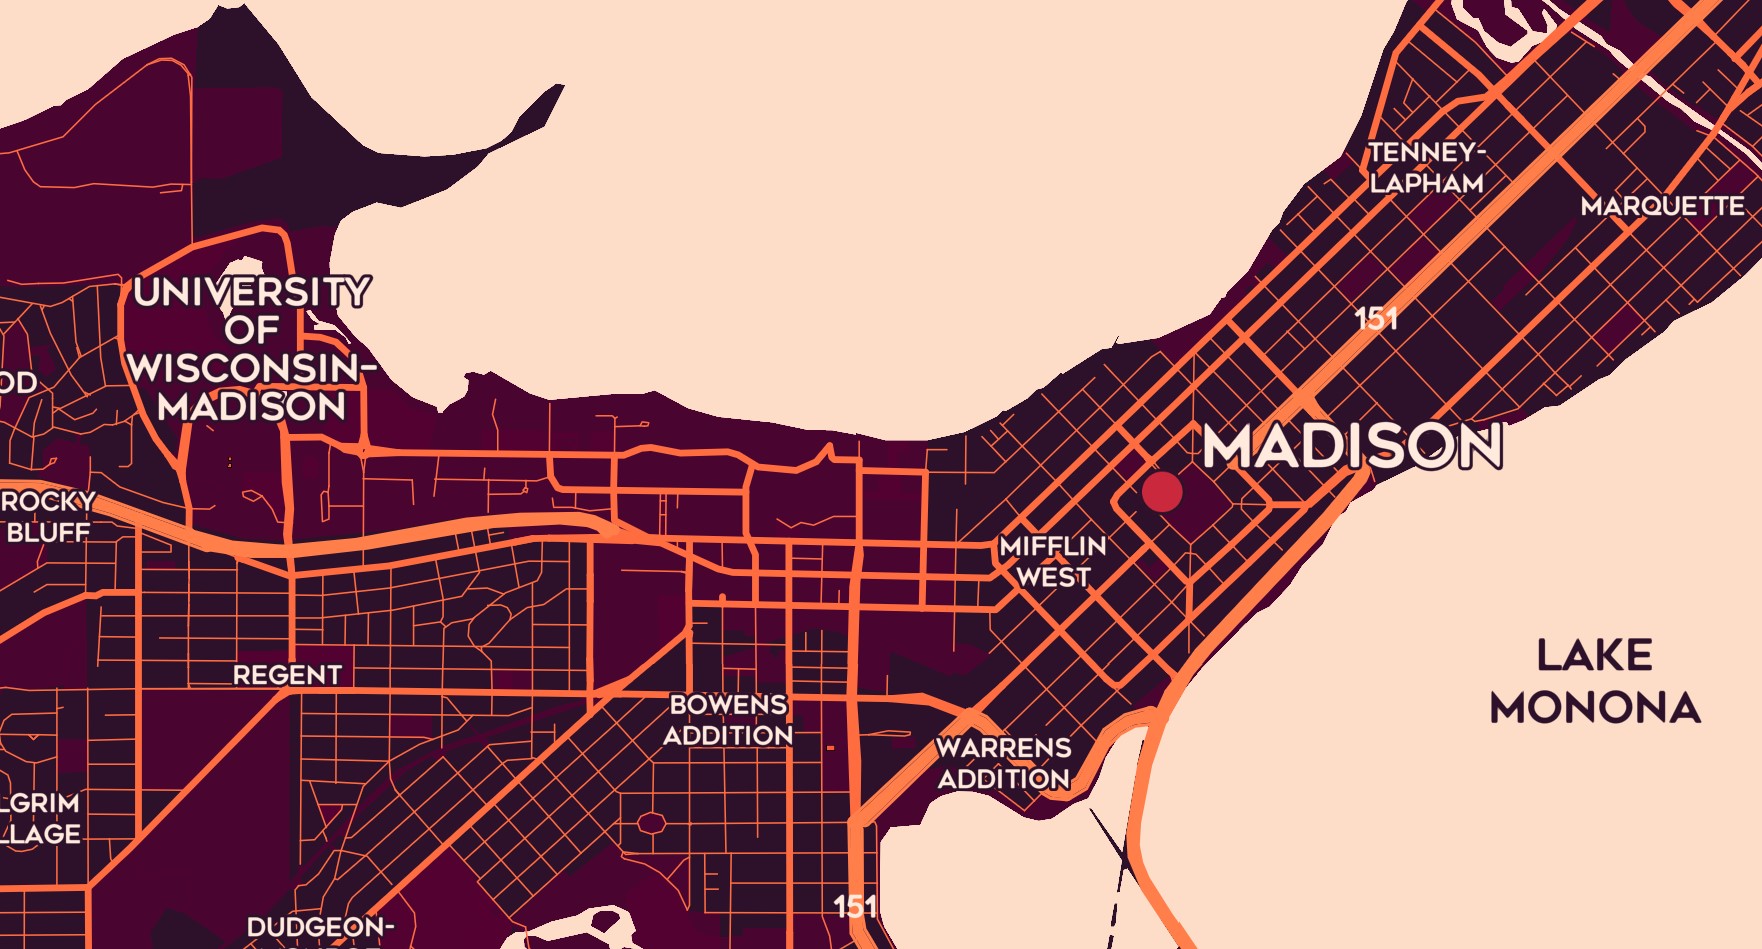 TENNEY-
LAPHAM
MARQUETTE
UNIVERSITY
OF
WISCONSIN-
MADISON
151
OD
MADISON
ROCKY
BLUFF
MIFFLIN
WEST
LAKE
MONONA
REGENT
BOWENS
ADDITION
WARRENS
ADDITION
LGRIM
LLAGE
151
DUDGEON-